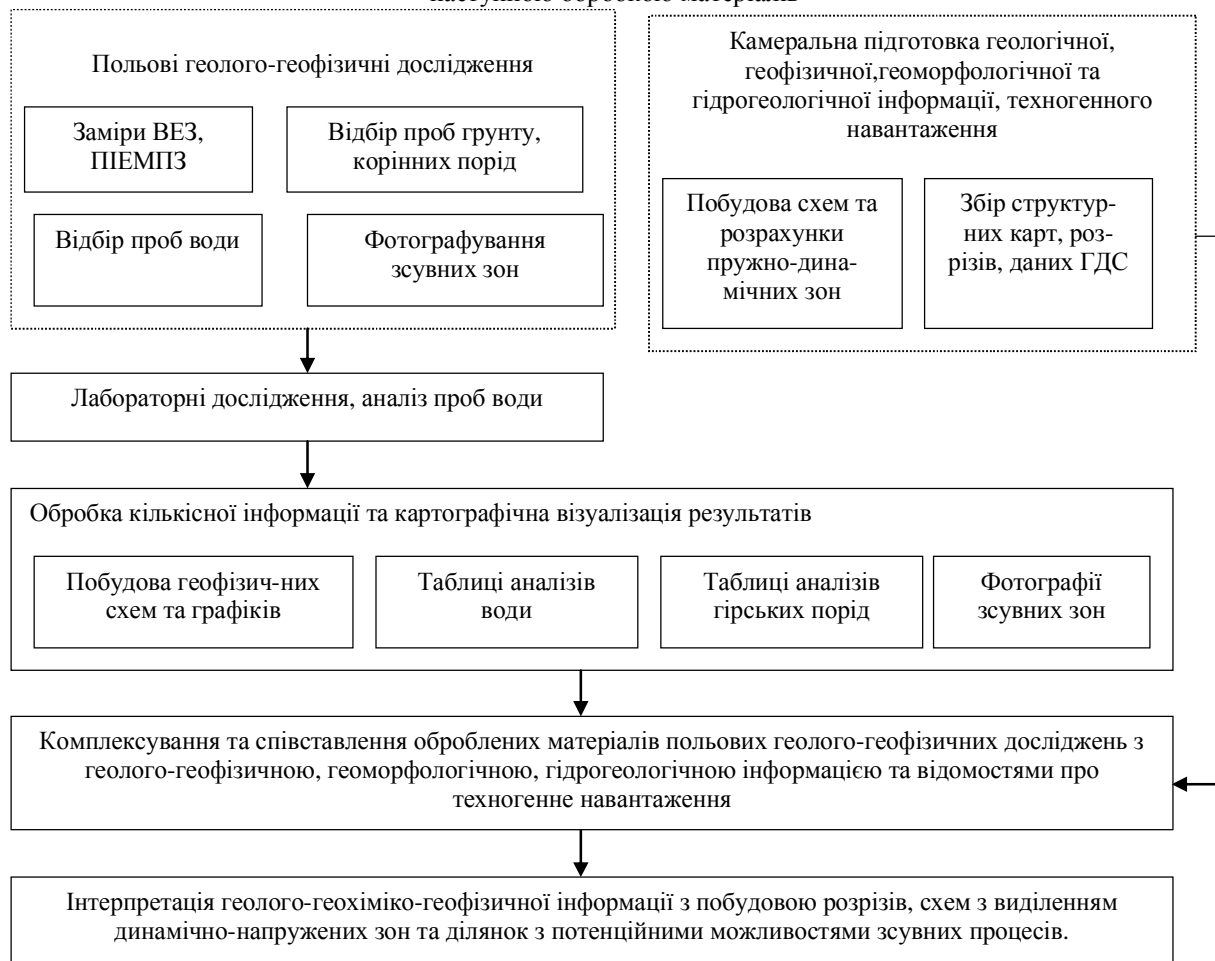 наступною обробкою матеріалів
Польові геолого-геофізичні дослідження
Заміри ВЕЗ,
ПІЕМПЗ
Відбір проб грунту,
корінних порід
Відбір проб води
Фотографування
зсувних зон
Камеральна підготовка геологічної,
геофізичної,геоморфологічної та
гідрогеологічної інформації, техногенного
навантаження
Побудова схем та
розрахунки
пружно-дина-
мічних зон
Збір структур-
них карт, роз-
різів, даних ГДС
Лабораторні дослідження, аналіз проб води
Обробка кількісної інформації та картографічна візуалізація результатів
Побудова геофізич-них
схем та графіків
Таблиці аналізів
води
Таблиці аналізів
гірських порід
Фотографії
зсувних зон
Комплексування та співставлення оброблених матеріалів польових геолого-геофізичних досліджень з
геолого-геофізичною, геоморфологічною, гідрогеологічною інформацією та відомостями про
техногенне навантаження
Інтерпретація геолого-геохіміко-геофізичної інформації з побудовою розрізів, схем з виділенням
динамічно-напружених зон та ділянок з потенційними можливостями зсувних процесів.